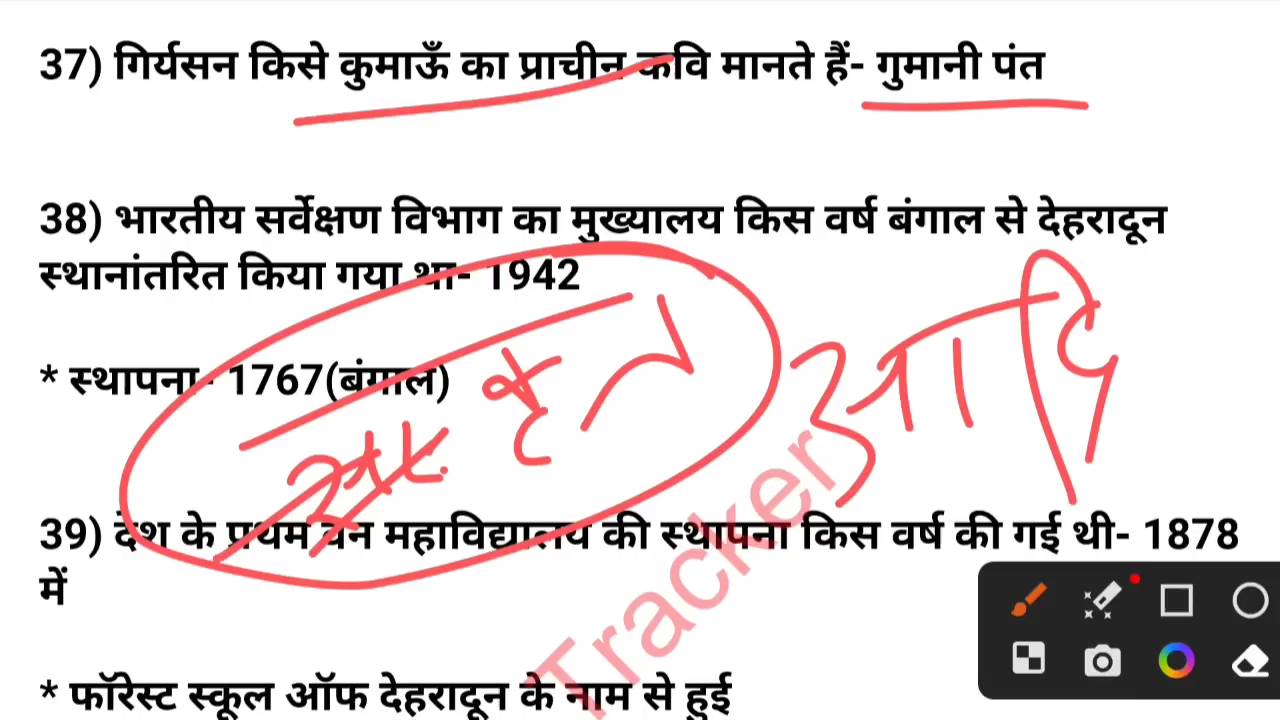 37) गिर्यसन किसे कुमाऊँ का प्राचीन कवि मानते हैं- गुमानी पंत
38) भारतीय सर्वेक्षण विभाग का मुख्यालय किस वर्ष बंगाल से देहरादून
स्थानांतरित किया गया था- 1942
* स्थापना- 1767(बंगाल)
आदि
39) देश के प्रथम वन महाविद्यालय की स्थापना किस वर्ष की गई थी- 1878
में
* फॉरेस्ट स्कूल ऑफ देहरादून के नाम से हुई
Tracker